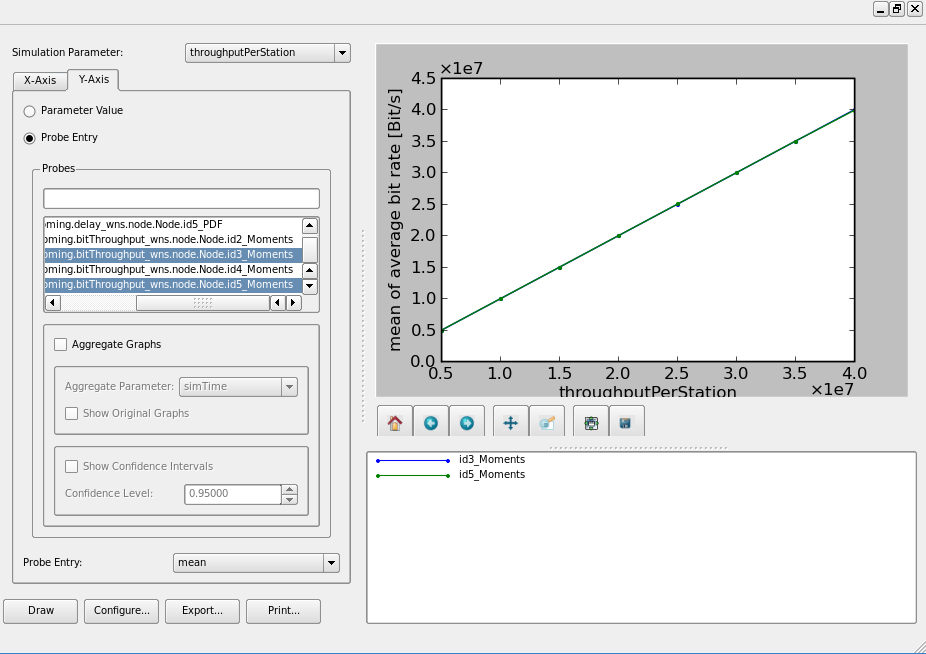 Simulation Parameter:
throughputPerStation
X-Axis
Y-Axis
Parameter Value
Probe Entry
Probes
oming.delay_wns.node.Node.id5_PDF
oming.bitThroughput_wns.node.Node.id2_Moments
oming.bitThroughput_wns.node.Node.id3_Moments
oming.bitThroughput_wns.node.Node.id4_Moments
oming.bitThroughput_wns.node.Node.id5_Moments
Aggregate Graphs
Aggregate Parameter:
simTime
Show Original Graphs
Show Confidence Intervals
Confidence Level:
0.95000
Probe Entry:
mean
Draw
Configure...
Export...
Print...
×1e7
4.5
4.0
3.5
3.0
2.5
2.0
1.5
1.0
0.5
0.0
mean of average bit rate [Bit/s]
0.5 1.0 1.5 2.0 2.5 3.0 3.5 4.0
throughputPerStation
×1e7
id3_Moments
id5_Moments